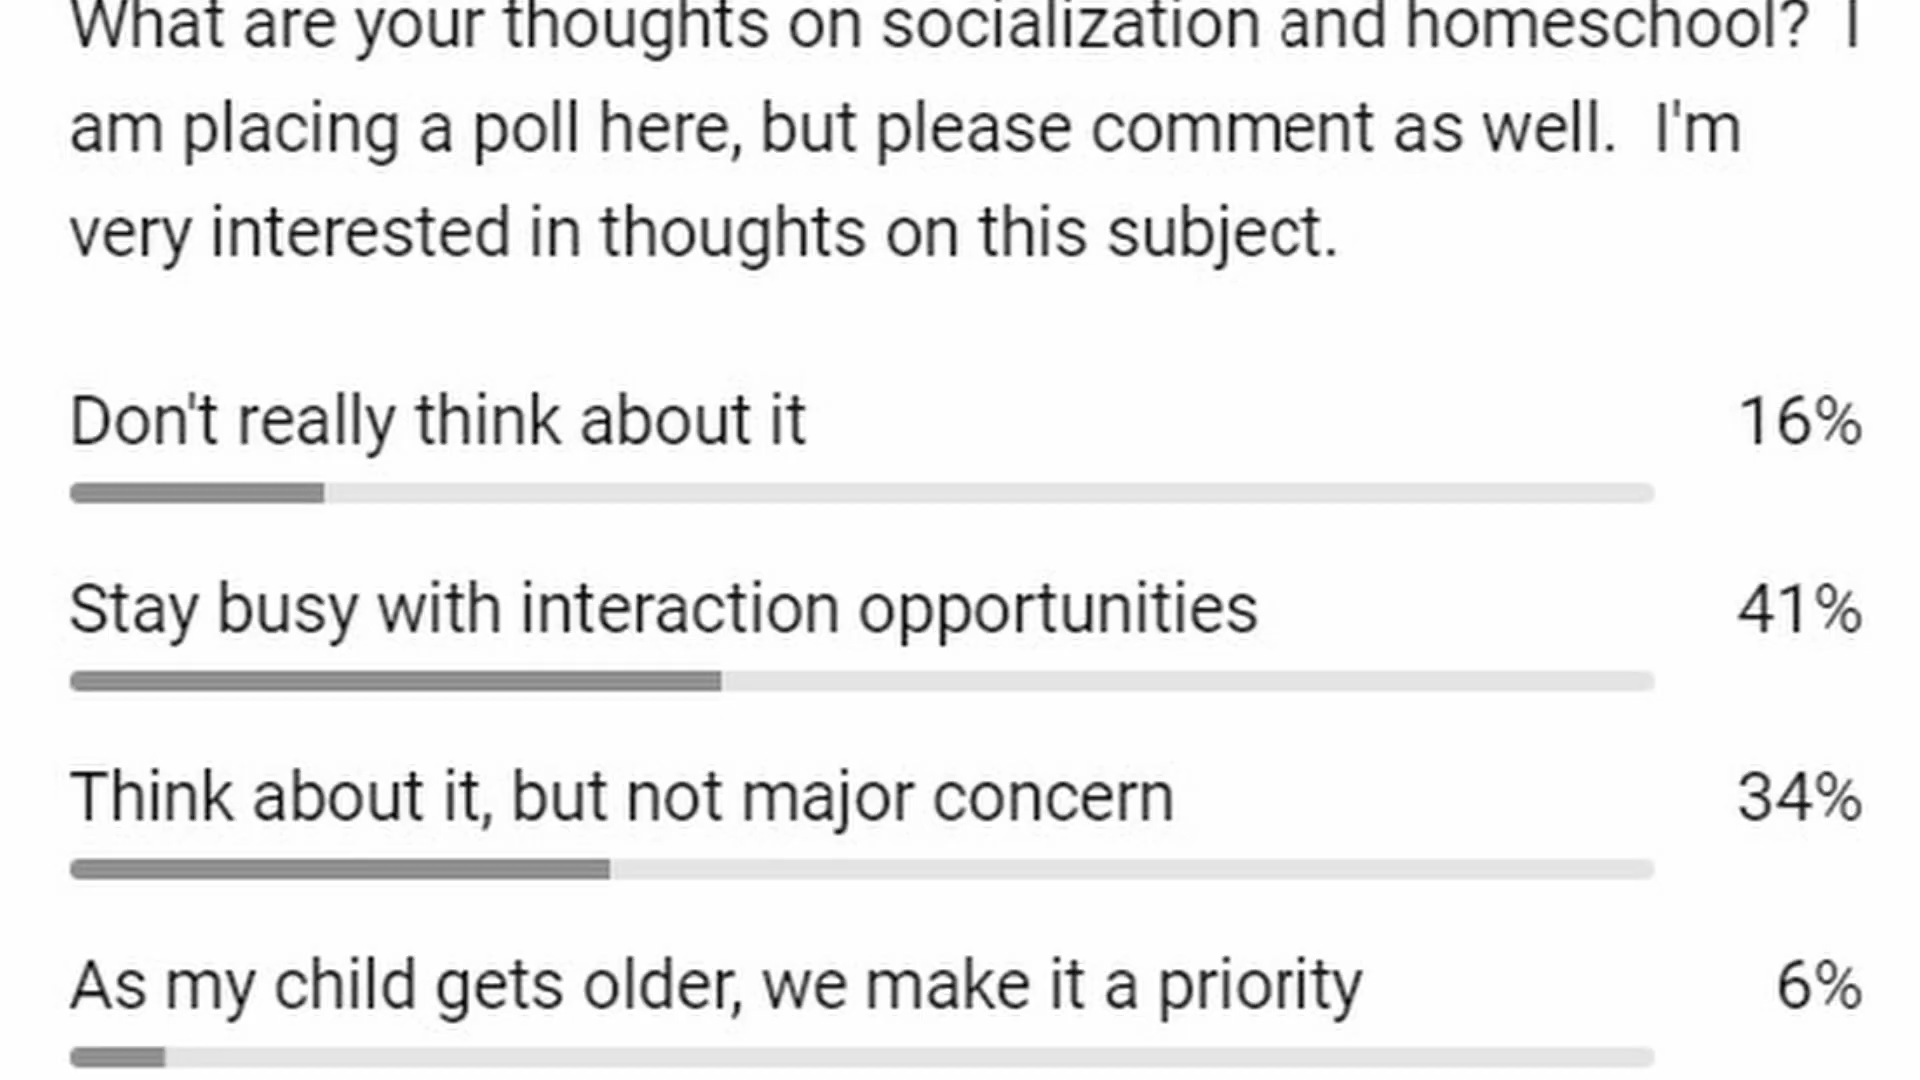 What are your thoughts on socialization and homeschool?  I
am placing a poll here, but please comment as well.  I'm
very interested in thoughts on this subject.
Don't really think about it 16%
Stay busy with interaction opportunities 41%
Think about it, but not major concern 34%
As my child gets older, we make it a priority 6%